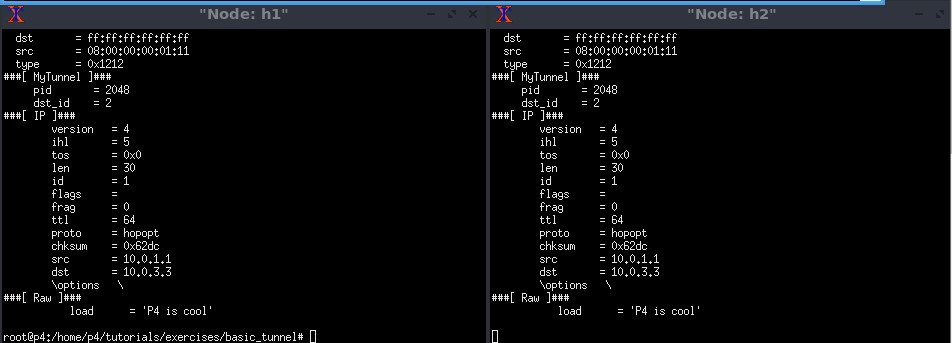 "Node: h1"
dst = ff:ff:ff:ff:ff:ff
src = 08:00:00:00:01:11
type = 0x1212
###[ MyTunnel ]###
pid = 2048
dst_id = 2
###[ IP ]###
version = 4
ihl = 5
tos = 0x0
len = 30
id = 1
flags =
frag = 0
ttl = 64
proto = hopopt
chksum = 0x62dc
src = 10.0.1.1
dst = 10.0.3.3
\options \
###[ Raw ]###
load = 'P4 is cool'
root@p4:/home/p4/tutorials/exercises/basic_tunnel#
"Node: h2"
dst = ff:ff:ff:ff:ff:ff
src = 08:00:00:00:01:11
type = 0x1212
###[ MyTunnel ]###
pid = 2048
dst_id = 2
###[ IP ]###
version = 4
ihl = 5
tos = 0x0
len = 30
id = 1
flags =
frag = 0
ttl = 64
proto = hopopt
chksum = 0x62dc
src = 10.0.1.1
dst = 10.0.3.3
\options \
###[ Raw ]###
load = 'P4 is cool'